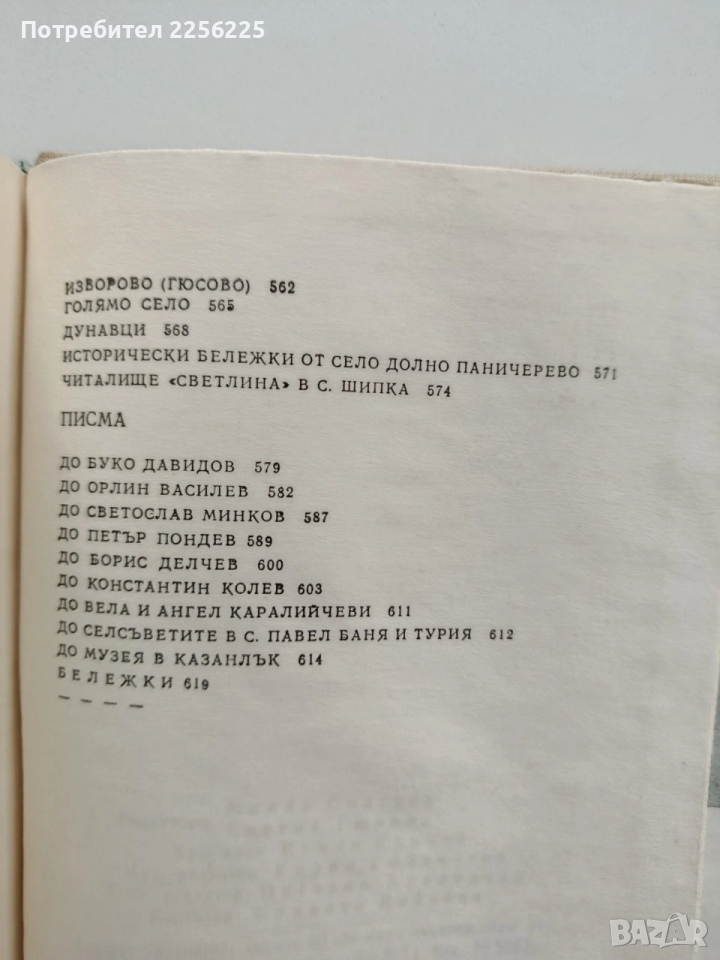 Потребител 2256225
ИЗВОРОВО (ГЮСОВО) 562
ГОЛЯМО СЕЛО 565
ДУНАВЦИ 568
ИСТОРИЧЕСКИ БЕЛЕЖКИ ОТ СЕЛО ДОЛНО ПАНИЧЕРЕВО 571
ЧИТАЛИЩЕ «СВЕТЛИНА» В С. ШИПКА 574
ПИСМА
ДО БУКО ДАВИДОВ 579
ДО ОРЛИН ВАСИЛЕВ 582
ДО СВЕТОСЛАВ МИНКОВ 587
ДО ПЕТЪР ПОНДЕВ 589
ДО БОРИС ДЕЛЧЕВ 600
ДО КОНСТАНТИН КОЛЕВ 603
ДО ВЕЛА И АНГЕЛ КАРАЛИЙЧЕВИ 611
ДО СЕЛСЪВЕТИТЕ В С. ПАВЕЛ БАНЯ И ТУРИЯ 612
ДО МУЗЕЯ В КАЗАНЛЪК 614
БЕЛЕЖКИ 619
– – – –
BAZAR